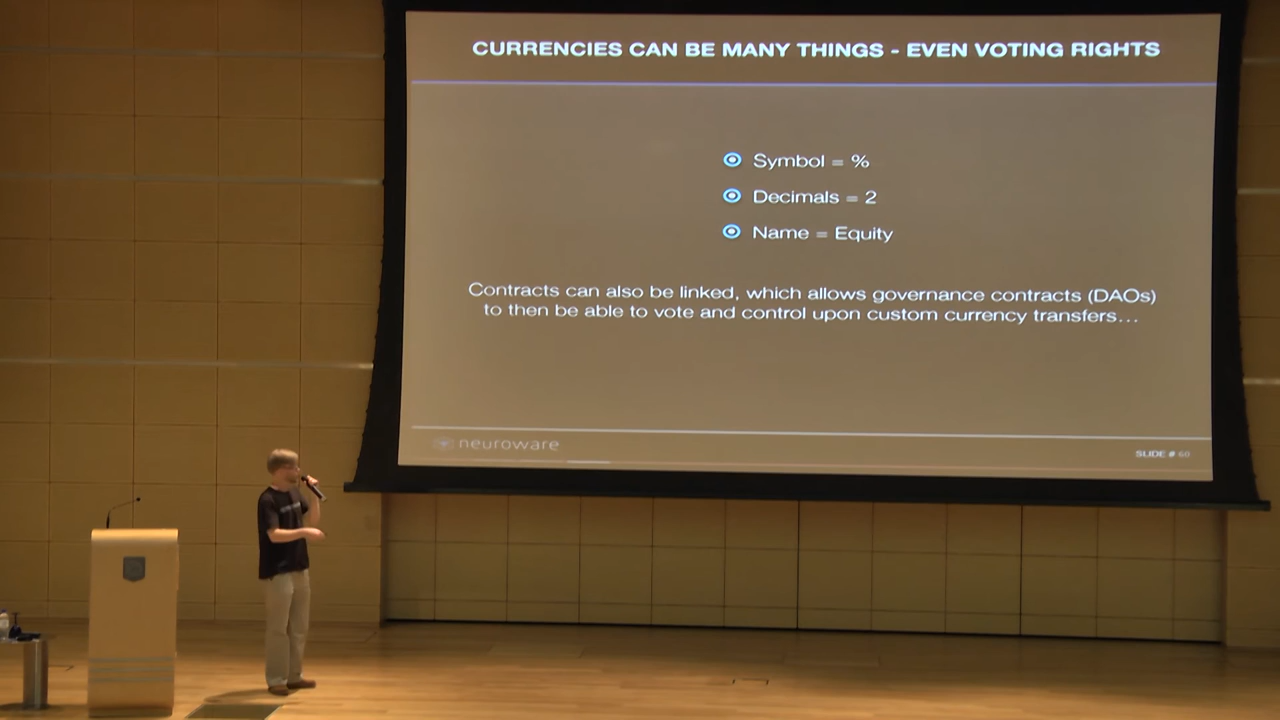 CURRENCIES CAN BE MANY THINGS - EVEN VOTING RIGHTS
Symbol = %
Decimals = 2
Name = Equity
Contracts can also be linked, which allows governance contracts (DAOs)
to then be able to vote and control upon custom currency transfers...
neuroware
SLIDE # 60